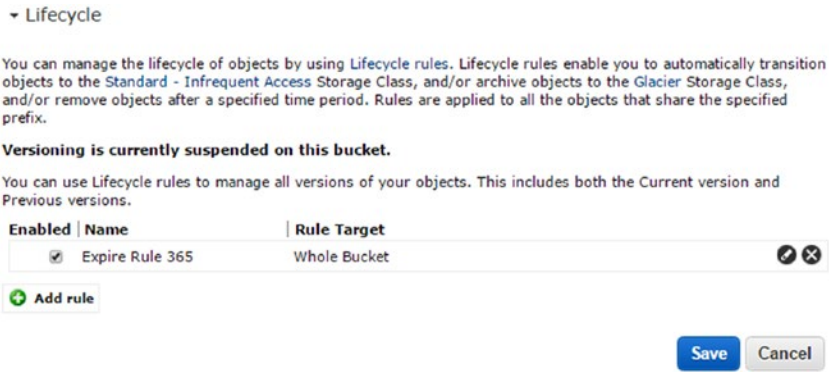 Lifecycle
You can manage the lifecycle of objects by using Lifecycle rules. Lifecycle rules enable you to automatically transition
objects to the Standard - Infrequent Access Storage Class, and/or archive objects to the Glacier Storage Class,
and/or remove objects after a specified time period. Rules are applied to all the objects that share the specified
prefix.
Versioning is currently suspended on this bucket.
You can use Lifecycle rules to manage all versions of your objects. This includes both the Current version and
Previous versions.
Enabled Name Rule Target
Expire Rule 365 Whole Bucket
Add rule
Save Cancel